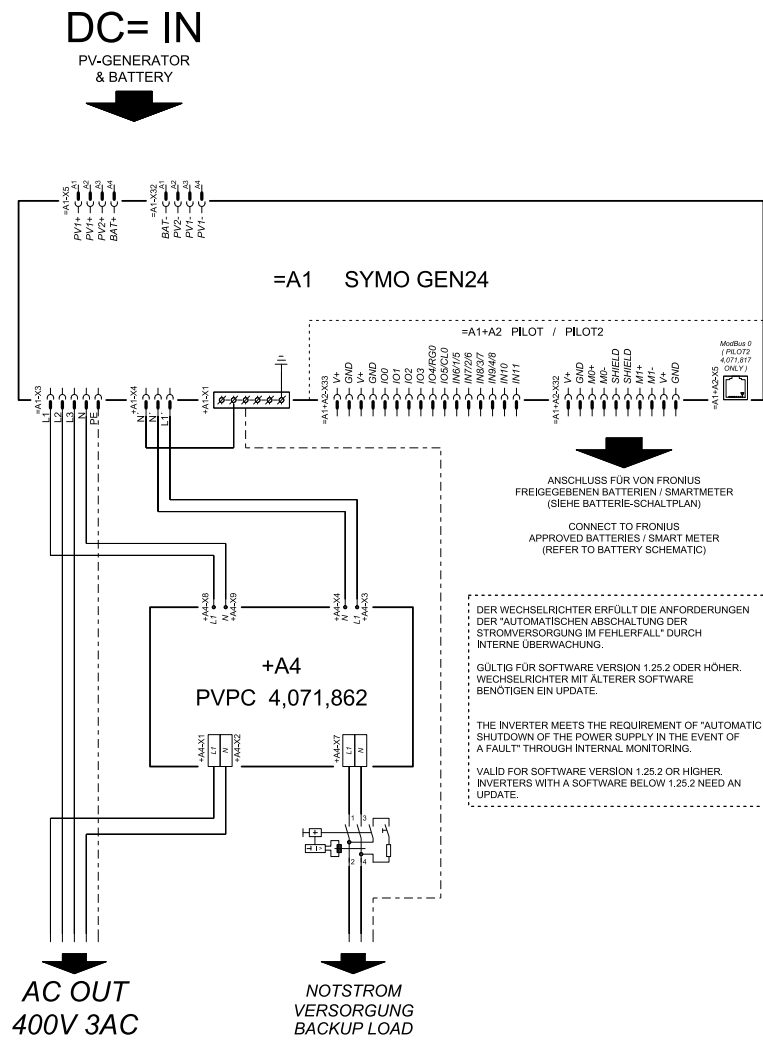 DC= IN
PV-GENERATOR
& BATTERY
=A1-X5
A1
A2
A3
A4
PV1+
PV1+
PV2+
BAT+
=A1-X32
A1
A2
A3
A4
BAT-
PV2-
PV1-
PV1-
=A1 SYMO GEN24
=A1+A2 PILOT / PILOT2
ModBus 0
( PILOT2
4,071,817
ONLY )
=A1-X3
L1
L2
L3
N
PE
+A1-X4
N
N´
L1´
+A1-X1
=A1+A2-X33
V+
GND
V+
GND
IO0
IO1
IO2
IO3
IO4/RG0
IO5/CL0
IN6/1/5
IN7/2/6
IN8/3/7
IN9/4/8
IN10
IN11
=A1+A2-X32
V+
GND
M0+
M0-
SHIELD
SHIELD
M1+
M1-
V+
GND
=A1+A2-X5
ANSCHLUSS FÜR VON FRONIUS
FREIGEGEBENEN BATTERIEN / SMARTMETER
(SIEHE BATTERIE-SCHALTPLAN)
CONNECT TO FRONIUS
APPROVED BATTERIES / SMART METER
(REFER TO BATTERY SCHEMATIC)
+A4-X8
L1
N
+A4-X9
+A4-X4
N
L1
+A4-X3
+A4
PVPC 4,071,862
+A4-X1
L1
N
+A4-X2
+A4-X7
L1
N
DER WECHSELRICHTER ERFÜLLT DIE ANFORDERUNGEN
DER "AUTOMATISCHEN ABSCHALTUNG DER
STROMVERSORGUNG IM FEHLERFALL" DURCH
INTERNE ÜBERWACHUNG.
GÜLTIG FÜR SOFTWARE VERSION 1.25.2 ODER HÖHER.
WECHSELRICHTER MIT ÄLTERER SOFTWARE
BENÖTIGEN EIN UPDATE.
THE INVERTER MEETS THE REQUIREMENT OF "AUTOMATIC
SHUTDOWN OF THE POWER SUPPLY IN THE EVENT OF
A FAULT" THROUGH INTERNAL MONITORING.
VALID FOR SOFTWARE VERSION 1.25.2 OR HIGHER.
INVERTERS WITH A SOFTWARE BELOW 1.25.2 NEED AN
UPDATE.
1
3
2
4
AC OUT
400V 3AC
NOTSTROM
VERSORGUNG
BACKUP LOAD